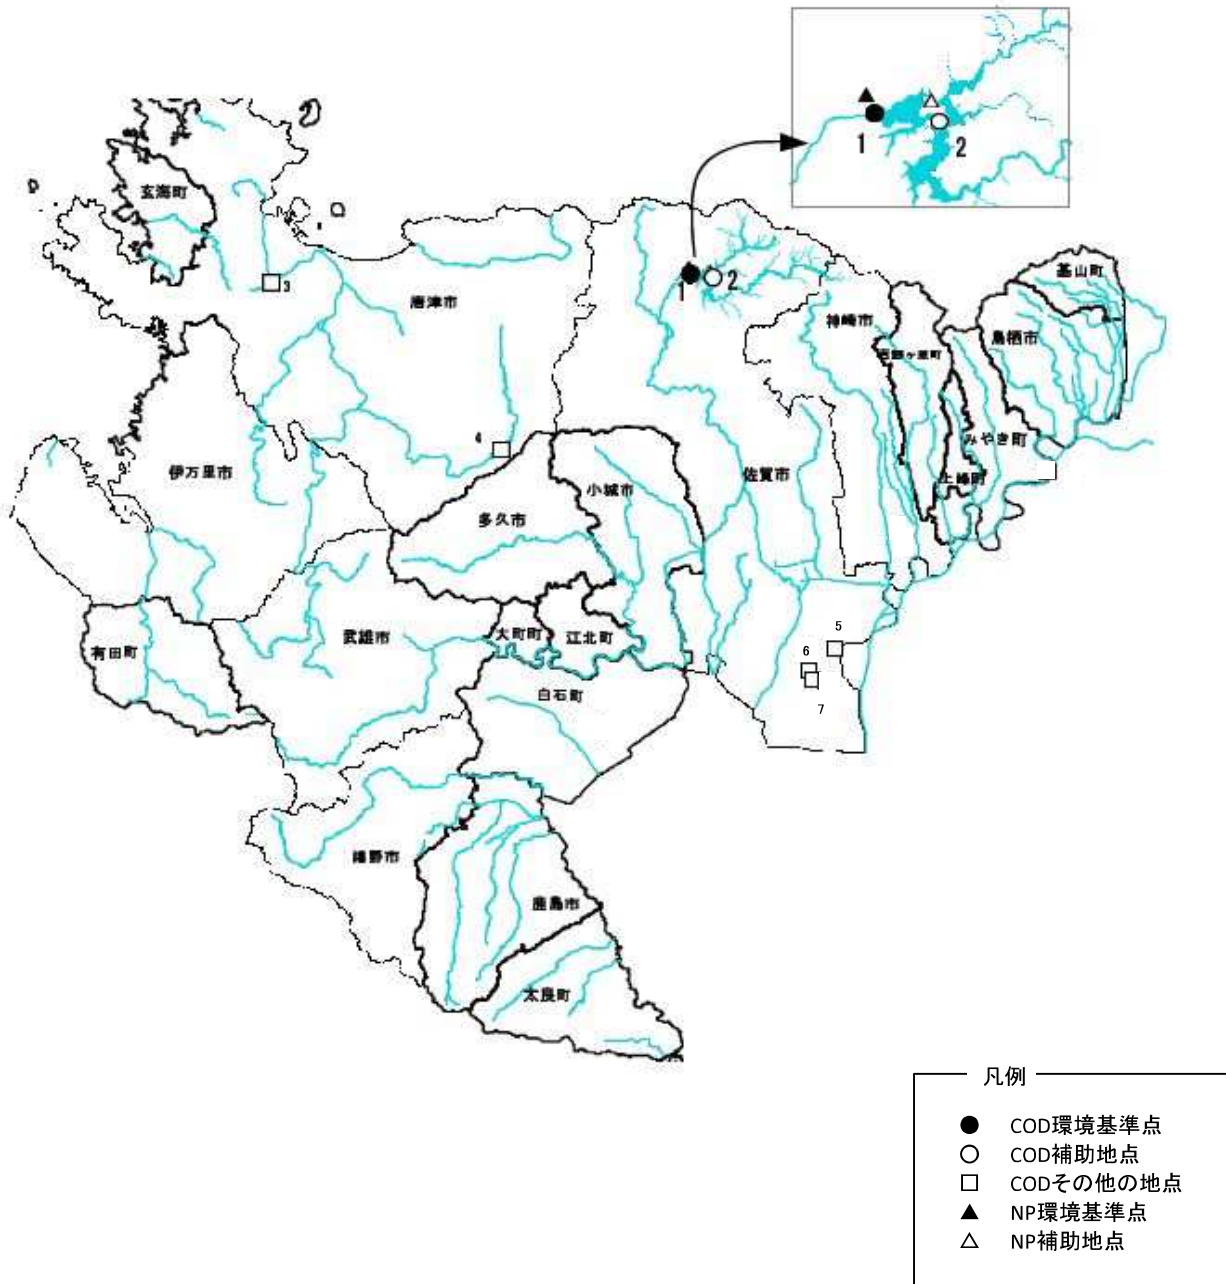 1
2
玄海町
3
唐津市
1
2
基山町
神崎市
鳥栖市
吉野ヶ里町
みやき町
上峰町
4
伊万里市
小城市
佐賀市
多久市
有田町
武雄市
大町町
江北町
5
6
7
白石町
嬉野市
鹿島市
太良町
凡例
COD環境基準点
COD補助地点
CODその他の地点
NP環境基準点
NP補助地点